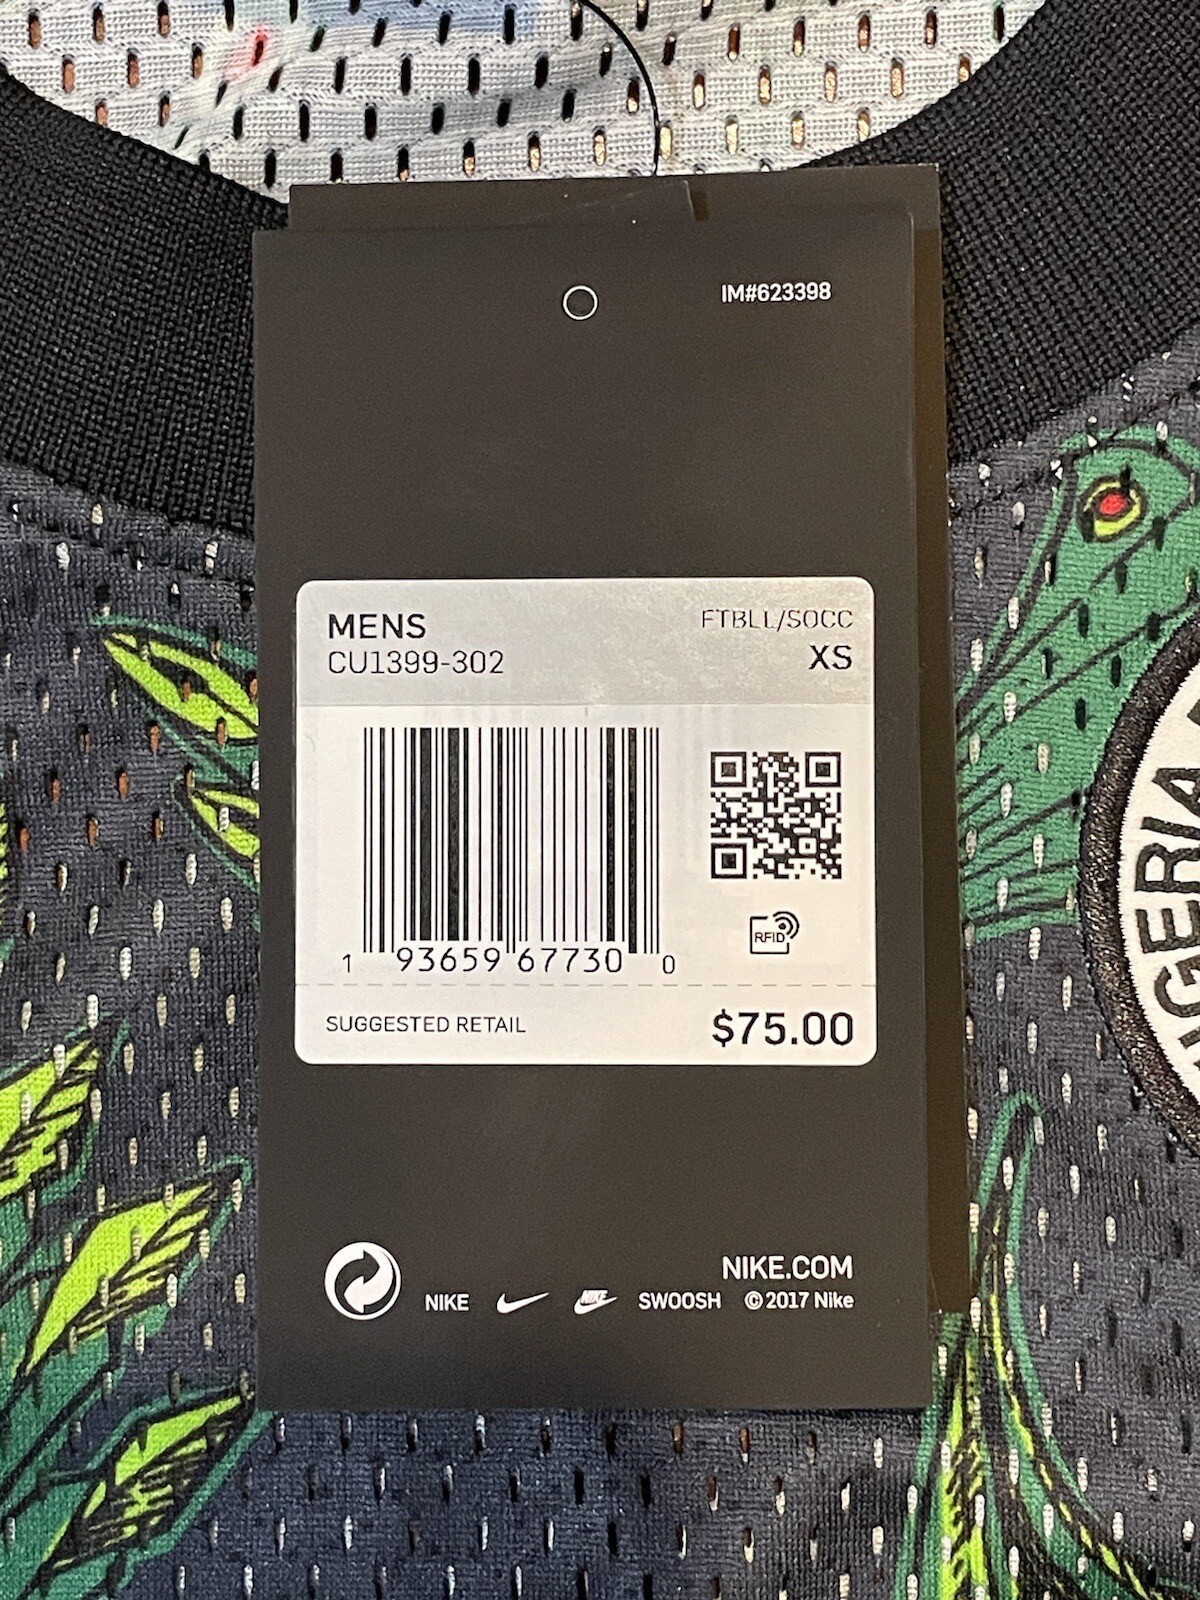 IM#623398
MENS
FTBLL/SOCC
CU1399-302
XS
1 93659 67730 0
RFID
SUGGESTED RETAIL
$75.00
NIKE.COM
NIKE
NIKE
SWOOSH
© 2017 Nike